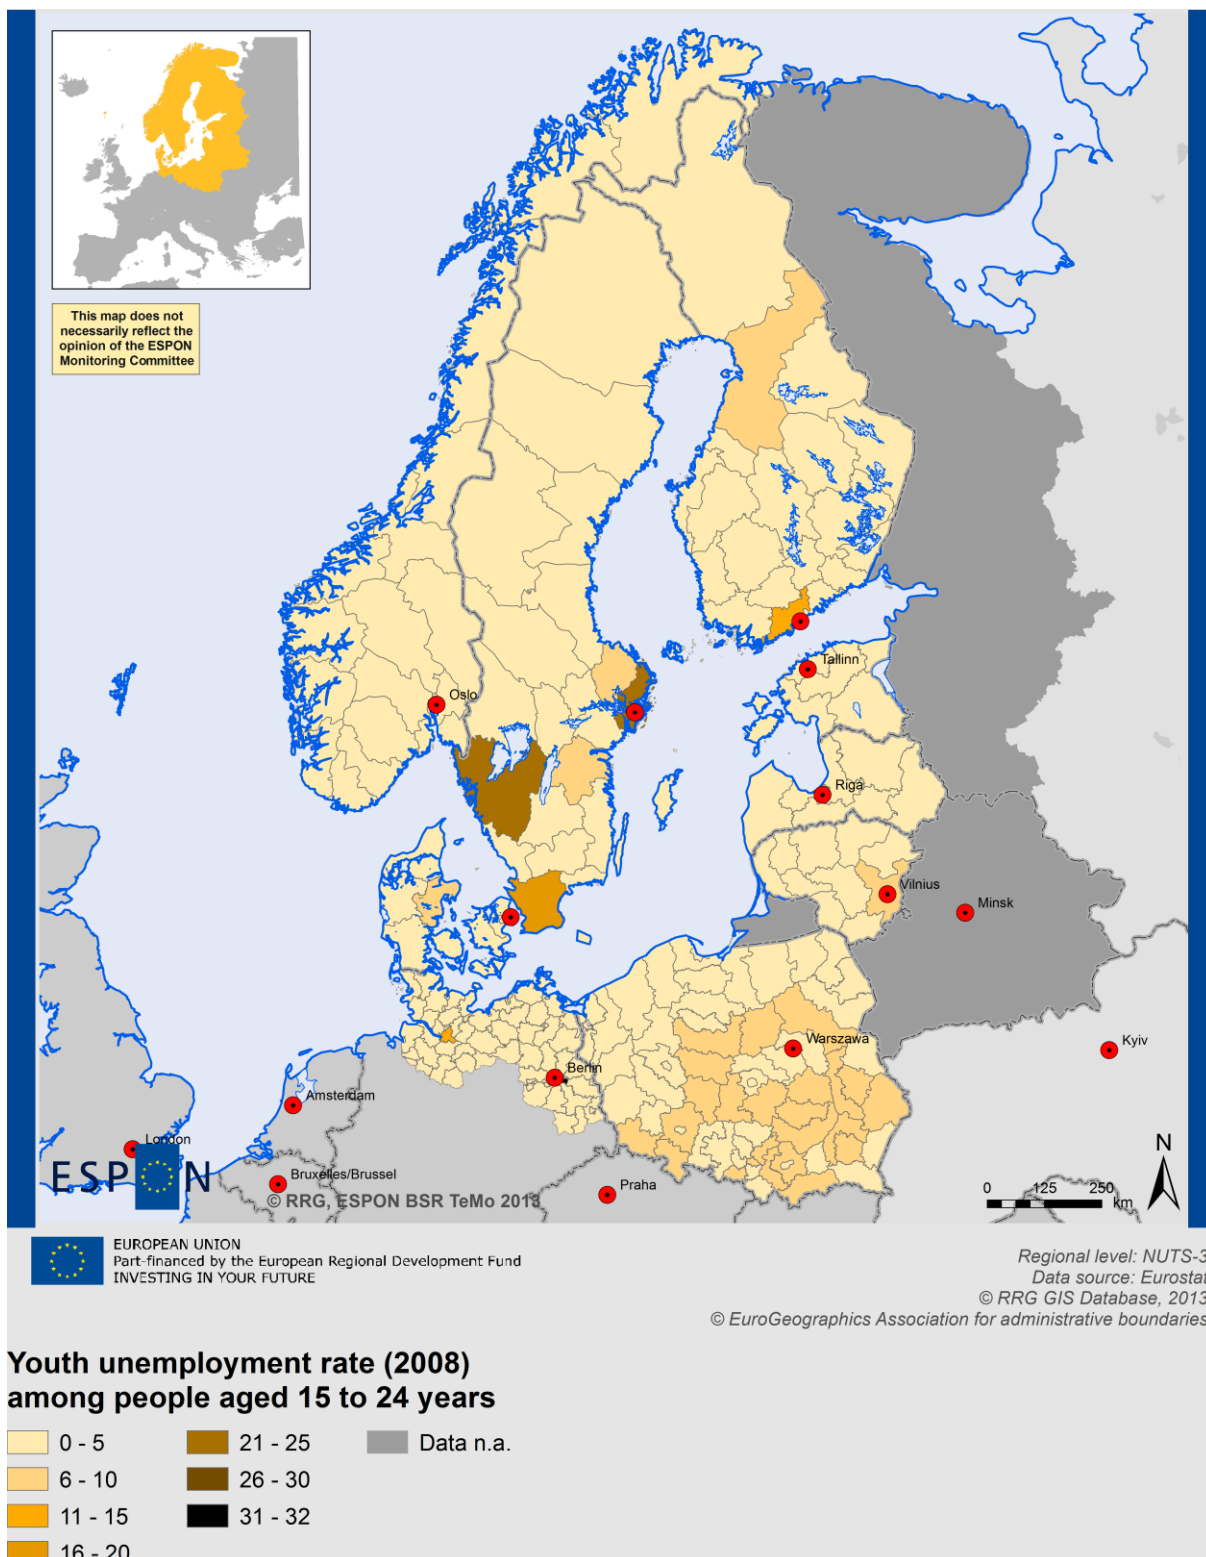 This map does not
necessarily reflect the
opinion of the ESPON
Monitoring Committee
Oslo
Tallinn
Riga
Vilnius
Minsk
Warszawa
Kyiv
Berlin
Amsterdam
London
Bruxelles/Brussel
Praha
ESPON
© RRG, ESPON BSR TeMo 2013
N
0 125 250
km
EUROPEAN UNION
Part-financed by the European Regional Development Fund
INVESTING IN YOUR FUTURE
Regional level: NUTS-3
Data source: Eurostat
© RRG GIS Database, 2013
© EuroGeographics Association for administrative boundaries
Youth unemployment rate (2008)
among people aged 15 to 24 years
0 - 5
6 - 10
11 - 15
16 - 20
21 - 25
26 - 30
31 - 32
Data n.a.